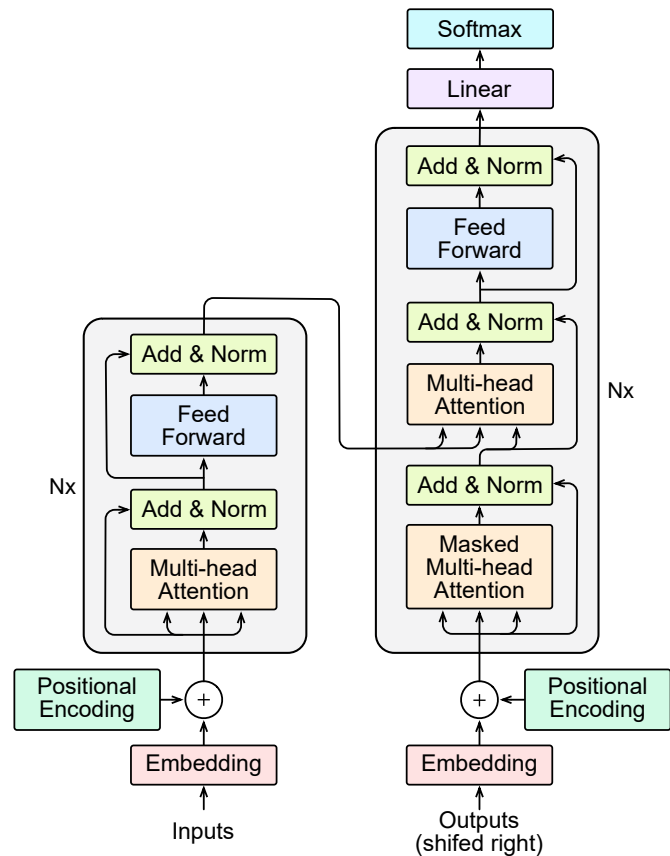 Softmax
Linear
Add & Norm
Feed
Forward
Add & Norm
Multi-head
Attention
Nx
Add & Norm
Masked
Multi-head
Attention
Positional
Encoding
+
Embedding
Outputs
(shifed right)
Add & Norm
Feed
Forward
Nx
Add & Norm
Multi-head
Attention
Positional
Encoding
+
Embedding
Inputs